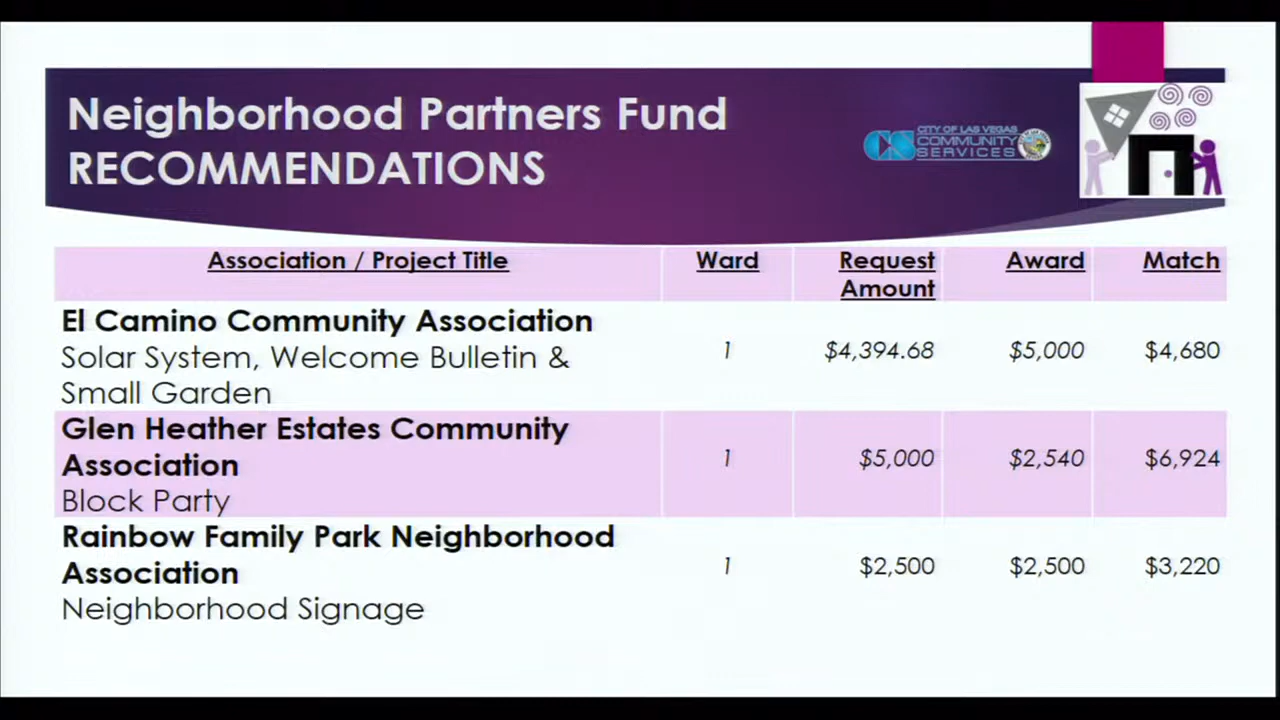 Neighborhood Partners Fund
RECOMMENDATIONS
CITY OF LAS VEGAS
COMMUNITY
SERVICES
Association / Project Title Ward Request Amount Award Match
El Camino Community Association
Solar System, Welcome Bulletin &
Small Garden
1 $4,394.68 $5,000 $4,680
Glen Heather Estates Community
Association
Block Party
1 $5,000 $2,540 $6,924
Rainbow Family Park Neighborhood
Association
Neighborhood Signage
1 $2,500 $2,500 $3,220